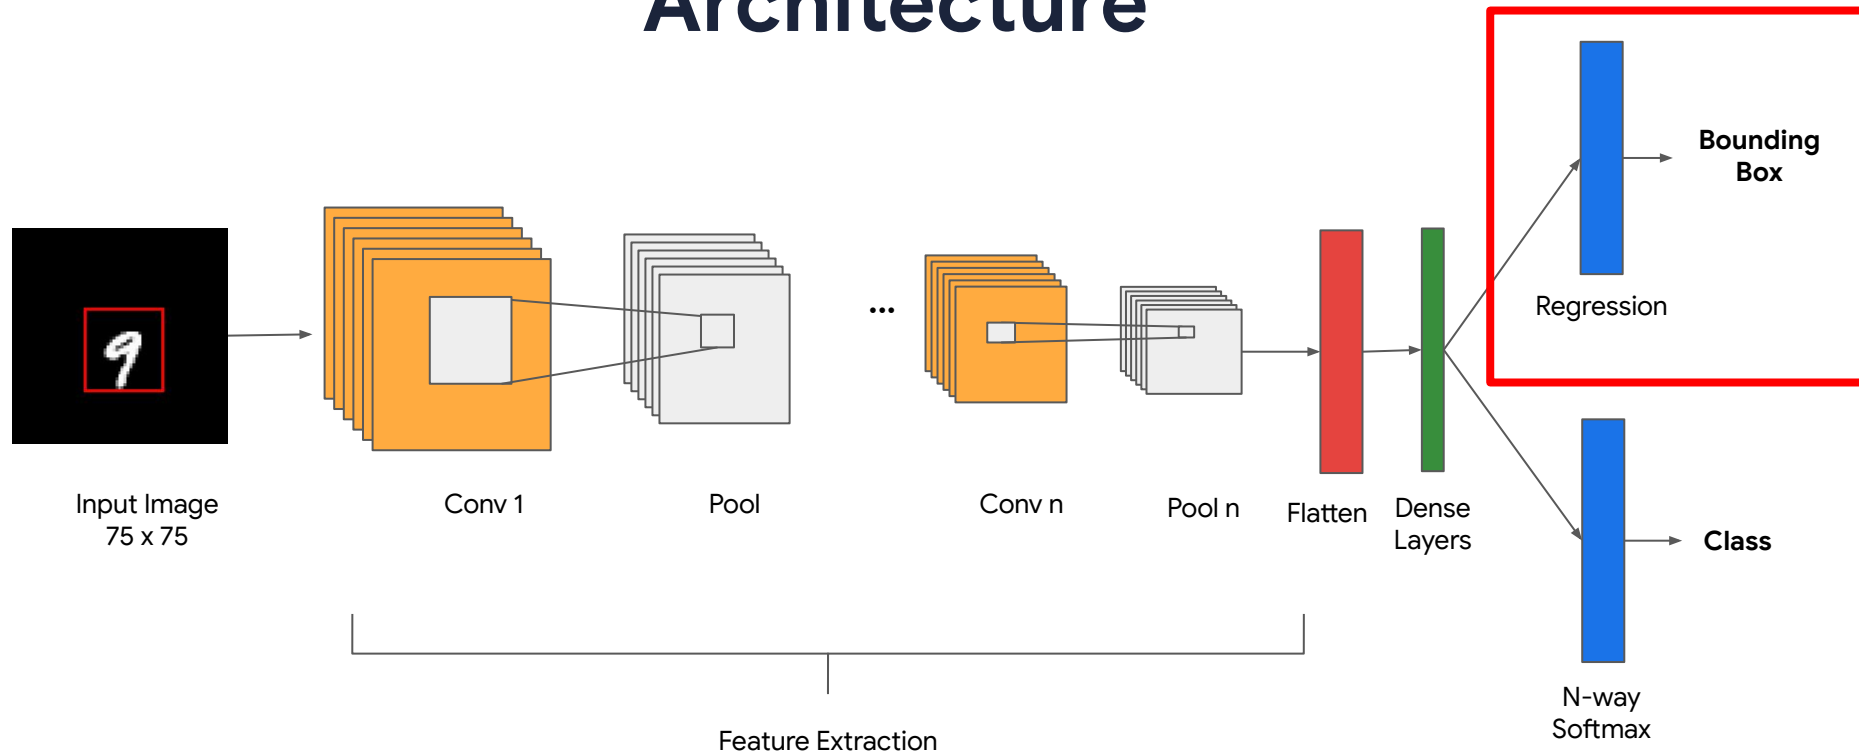 Architecture
Bounding
Box
Regression
...
Input Image
75 x 75
Conv 1
Pool
Conv n
Pool n
Flatten
Dense
Layers
Class
N-way
Softmax
Feature Extraction
9